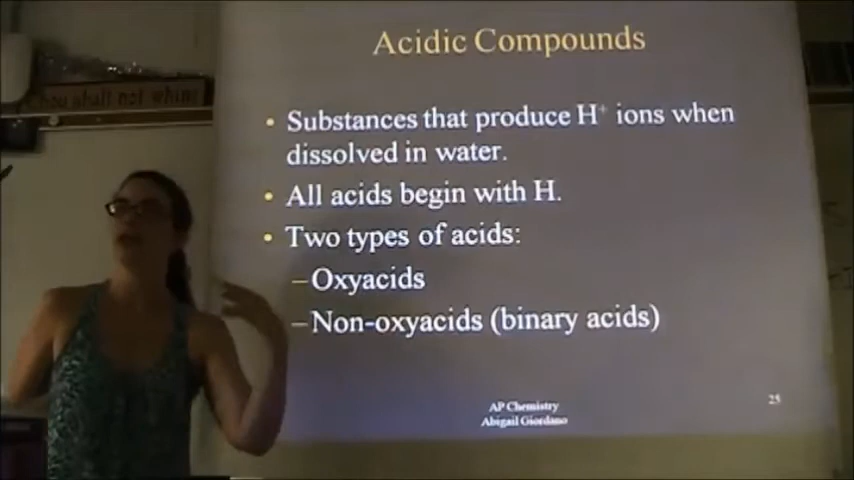 Acidic Compounds
thou shall not whine
• Substances that produce H⁺ ions when
dissolved in water.
• All acids begin with H.
• Two types of acids:
–Oxyacids
–Non-oxyacids (binary acids)
AP Chemistry
Abigail Giordano
25